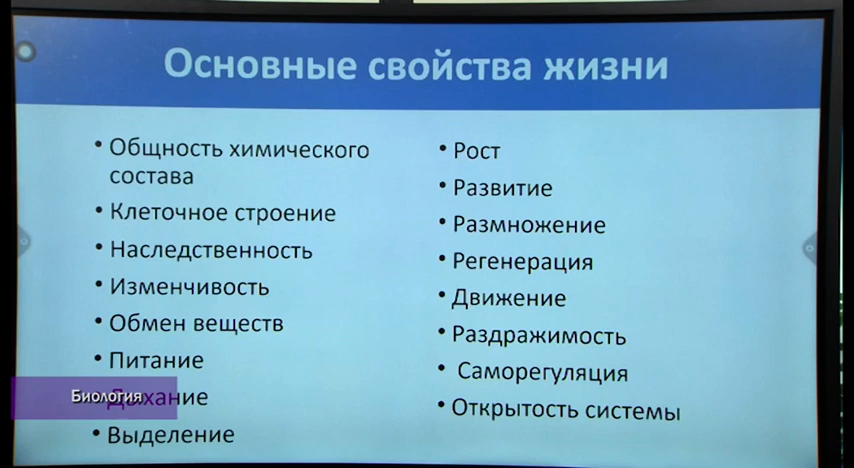 Основные свойства жизни
• Общность химического
состава
• Клеточное строение
• Наследственность
• Изменчивость
• Обмен веществ
• Питание
• Дыхание
• Выделение
• Рост
• Развитие
• Размножение
• Регенерация
• Движение
• Раздражимость
• Саморегуляция
• Открытость системы
Биология